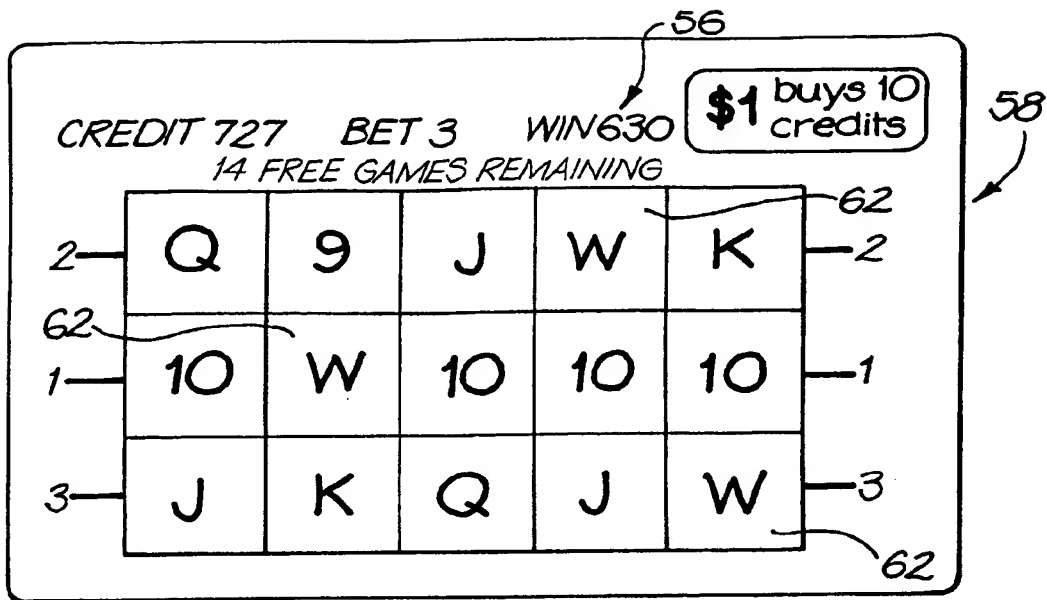 56
$1 buys 10 credits
58
CREDIT 727 BET 3 WIN 630
14 FREE GAMES REMAINING
62
2 Q 9 J W K 2
62
1 10 W 10 10 10 1
3 J K Q J W 3
62